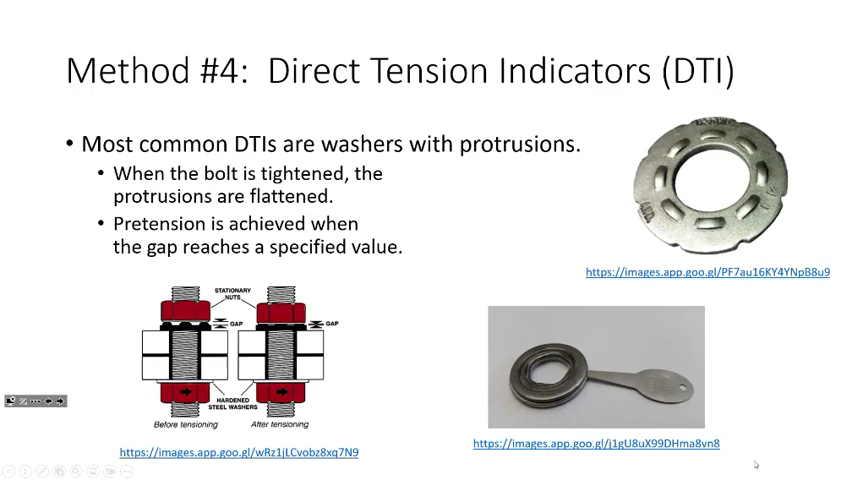 Method #4: Direct Tension Indicators (DTI)
• Most common DTIs are washers with protrusions.
• When the bolt is tightened, the
protrusions are flattened.
• Pretension is achieved when
the gap reaches a specified value.
https://images.app.goo.gl/PF7au16KY4YNpB8u9
STATIONARY
NUTS
GAP
GAP
HARDENED
STEEL WASHERS
Before tensioning
After tensioning
https://images.app.goo.gl/wRz1jLCvobz8xq7N9
https://images.app.goo.gl/j1gU8uX99DHma8vn8